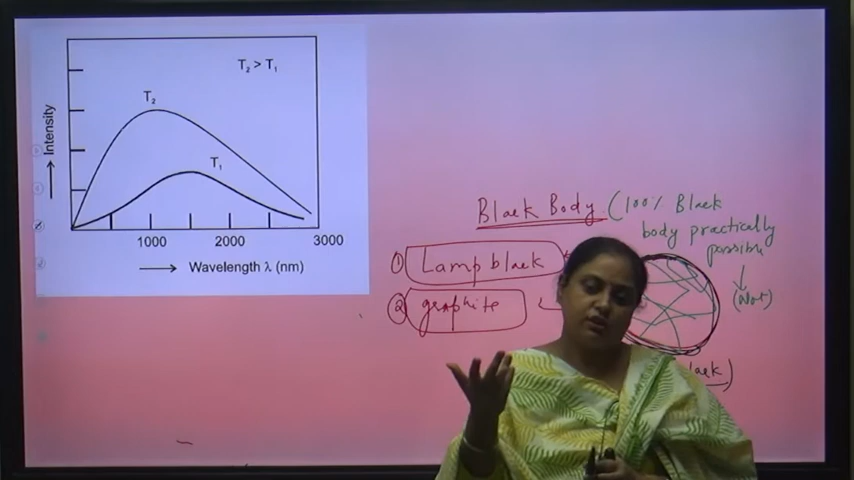 T₂ > T₁
T₂
T₁
Intensity
1000 2000 3000
Wavelength λ (nm)
Black Body (100% Black
body practically
possible
(Not)
① Lamp black
② graphite
black)